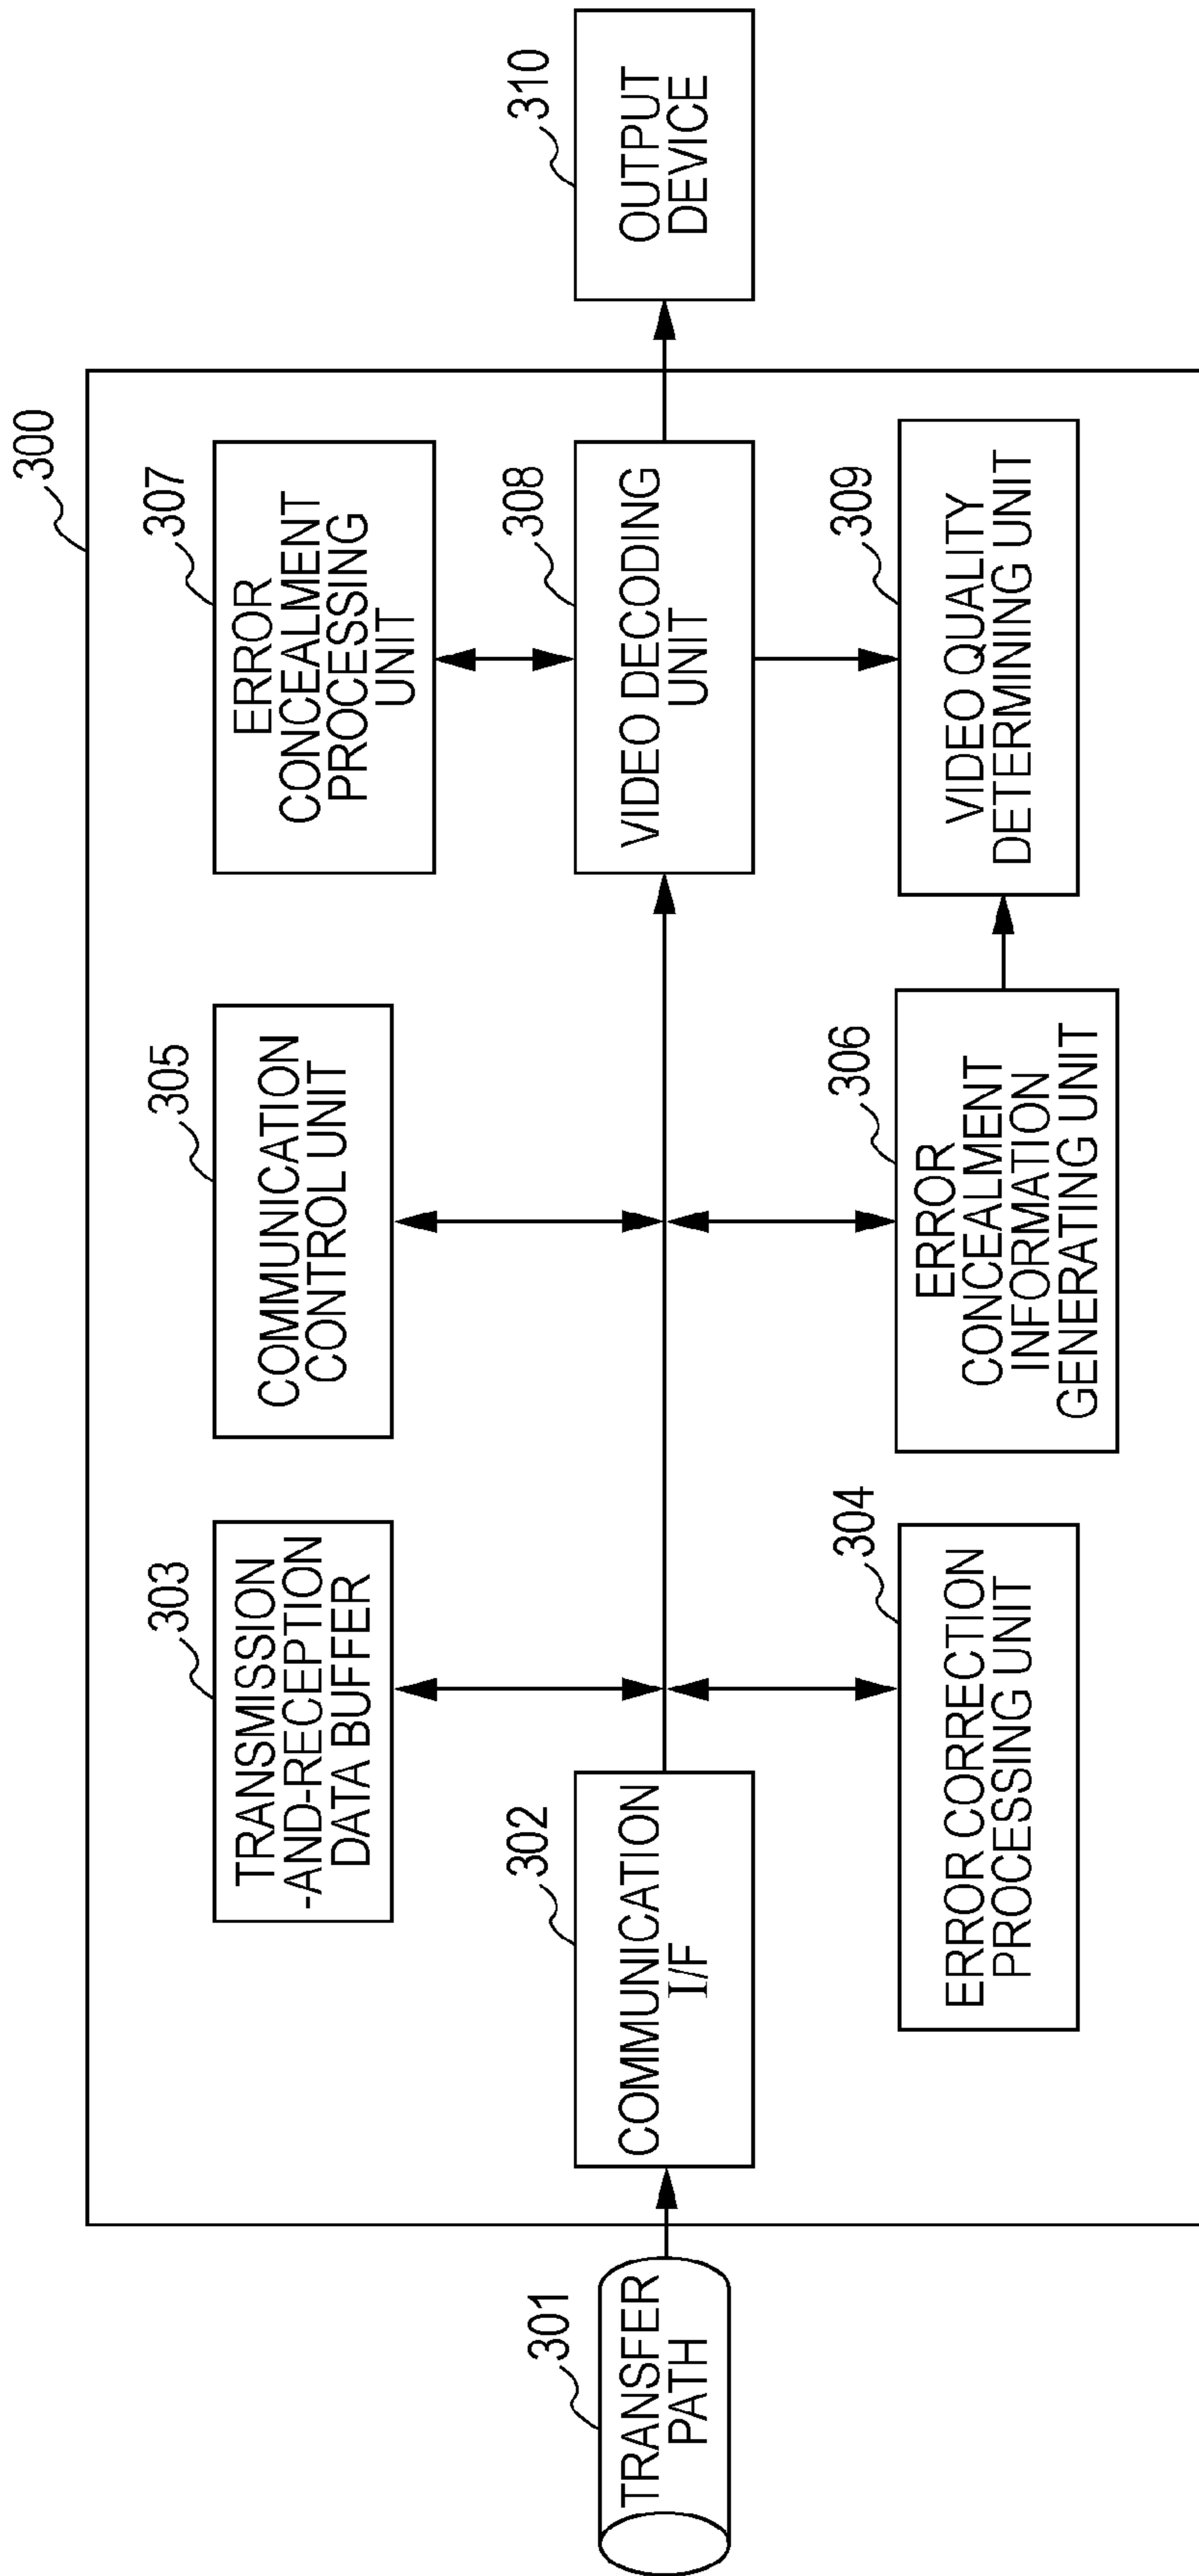 300
303
TRANSMISSION
-AND-RECEPTION
DATA BUFFER
305
COMMUNICATION
CONTROL UNIT
307
ERROR
CONCEALMENT
PROCESSING
UNIT
301
TRANSFER
PATH
302
COMMUNICATION
I/F
308
VIDEO DECODING
UNIT
310
OUTPUT
DEVICE
304
ERROR CORRECTION
PROCESSING UNIT
306
ERROR
CONCEALMENT
INFORMATION
GENERATING UNIT
309
VIDEO QUALITY
DETERMINING UNIT